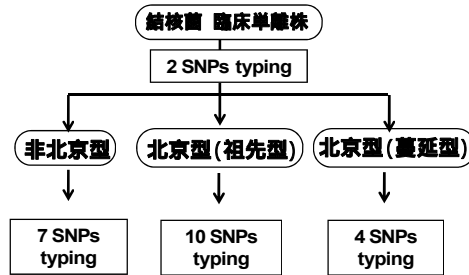 結核菌 臨床単離株
2 SNPs typing
非北京型
北京型(祖先型)
北京型(蔓延型)
7 SNPs
typing
10 SNPs
typing
4 SNPs
typing